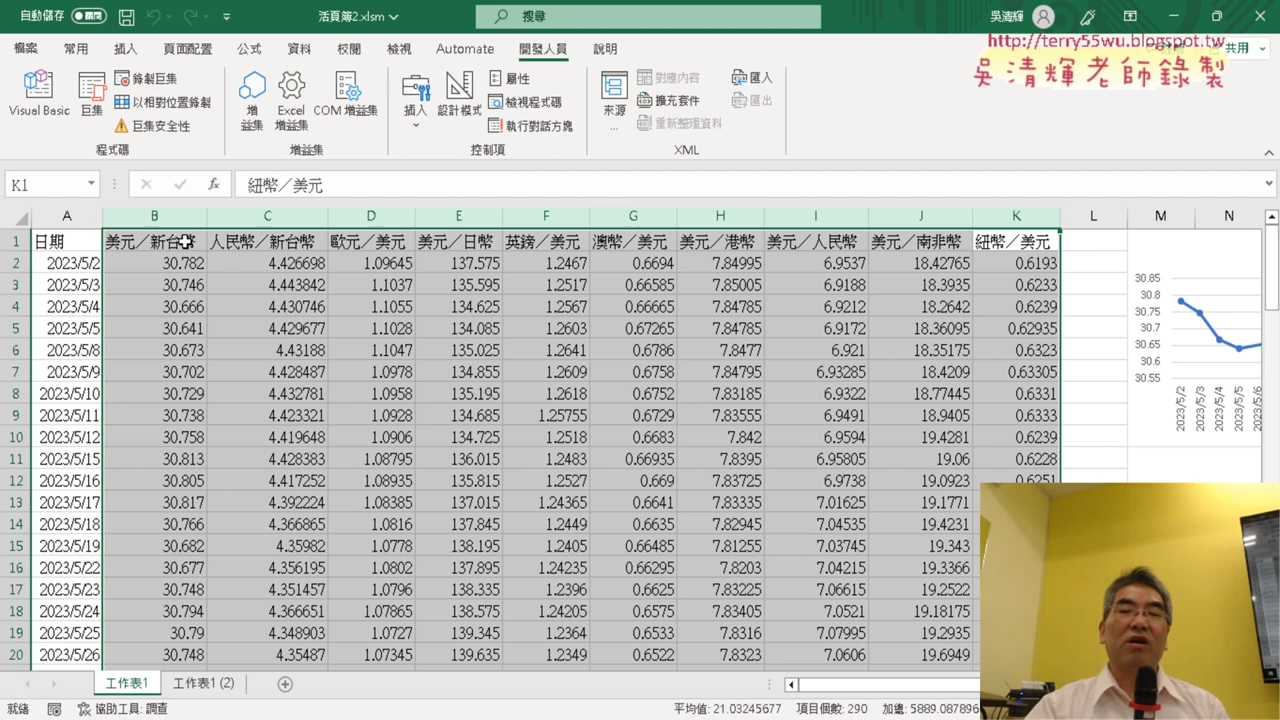 自動儲存 關閉 活頁簿2.xlsm 搜尋 吳清輝
http://terry55wu.blogspot.tw
吳清輝老師錄製
檔案 常用 插入 頁面配置 公式 資料 校閱 檢視 Automate 開發人員 說明 共用
Visual Basic 巨集 錄製巨集 以相對位置錄製 巨集安全性 程式碼
增益集 Excel 增益集 COM 增益集 增益集
插入 設計模式 屬性 檢視程式碼 執行對話方塊 控制項
來源... 對應內容 擴充套件 重新整理資料 匯入 匯出 XML
K1 fx 紐幣／美元
A B C D E F G H I J K L M N
1 日期 美元／新台幣 人民幣／新台幣 歐元／美元 美元／日幣 英鎊／美元 澳幣／美元 美元／港幣 美元／人民幣 美元／南非幣 紐幣／美元
2 2023/5/2 30.782 4.426698 1.09645 137.575 1.2467 0.6694 7.84995 6.9537 18.42765 0.6193
3 2023/5/3 30.746 4.443842 1.1037 135.595 1.2517 0.66585 7.85005 6.9188 18.3935 0.6233
4 2023/5/4 30.666 4.430746 1.1055 134.625 1.2567 0.66665 7.84785 6.9212 18.2642 0.6239
5 2023/5/5 30.641 4.429677 1.1028 134.085 1.2603 0.67265 7.84785 6.9172 18.36095 0.62935
6 2023/5/8 30.673 4.43188 1.1047 135.025 1.2641 0.6786 7.8477 6.921 18.35175 0.6323
7 2023/5/9 30.702 4.428487 1.0978 134.855 1.2609 0.6758 7.84795 6.93285 18.4209 0.63305
8 2023/5/10 30.729 4.432781 1.0958 135.195 1.2618 0.6752 7.83185 6.9322 18.77445 0.6331
9 2023/5/11 30.738 4.423321 1.0928 134.685 1.25755 0.6729 7.83555 6.9491 18.9405 0.6333
10 2023/5/12 30.758 4.419648 1.0906 134.725 1.2518 0.6683 7.842 6.9594 19.4281 0.6239
11 2023/5/15 30.813 4.428383 1.08795 136.015 1.2483 0.66935 7.8395 6.95805 19.06 0.6228
12 2023/5/16 30.805 4.417252 1.08935 135.815 1.2527 0.669 7.83725 6.9738 19.0923 0.6251
13 2023/5/17 30.817 4.392224 1.08385 137.015 1.24365 0.6641 7.83335 7.01625 19.1771
14 2023/5/18 30.766 4.366865 1.0816 137.845 1.2449 0.6635 7.82945 7.04535 19.4231
15 2023/5/19 30.682 4.35982 1.0778 138.195 1.2405 0.66485 7.81255 7.03745 19.343
16 2023/5/22 30.677 4.356195 1.0802 137.895 1.24235 0.66295 7.8203 7.04215 19.3366
17 2023/5/23 30.748 4.351457 1.0796 138.335 1.2396 0.6625 7.83225 7.06615 19.2522
18 2023/5/24 30.794 4.366651 1.07865 138.575 1.24205 0.6575 7.83405 7.0521 19.18175
19 2023/5/25 30.79 4.348903 1.0727 139.345 1.2364 0.6533 7.8316 7.07995 19.2935
20 2023/5/26 30.748 4.35487 1.07345 139.635 1.2349 0.6522 7.8323 7.0606 19.6949
30.85
30.8
30.75
30.7
30.65
30.6
30.55
2023/5/2 2023/5/3 2023/5/4 2023/5/5 2023/5/6
工作表1 工作表1 (2)
就緒 協助工具: 調查 平均值: 21.03245677 項目個數: 290 加總: 5889.087896